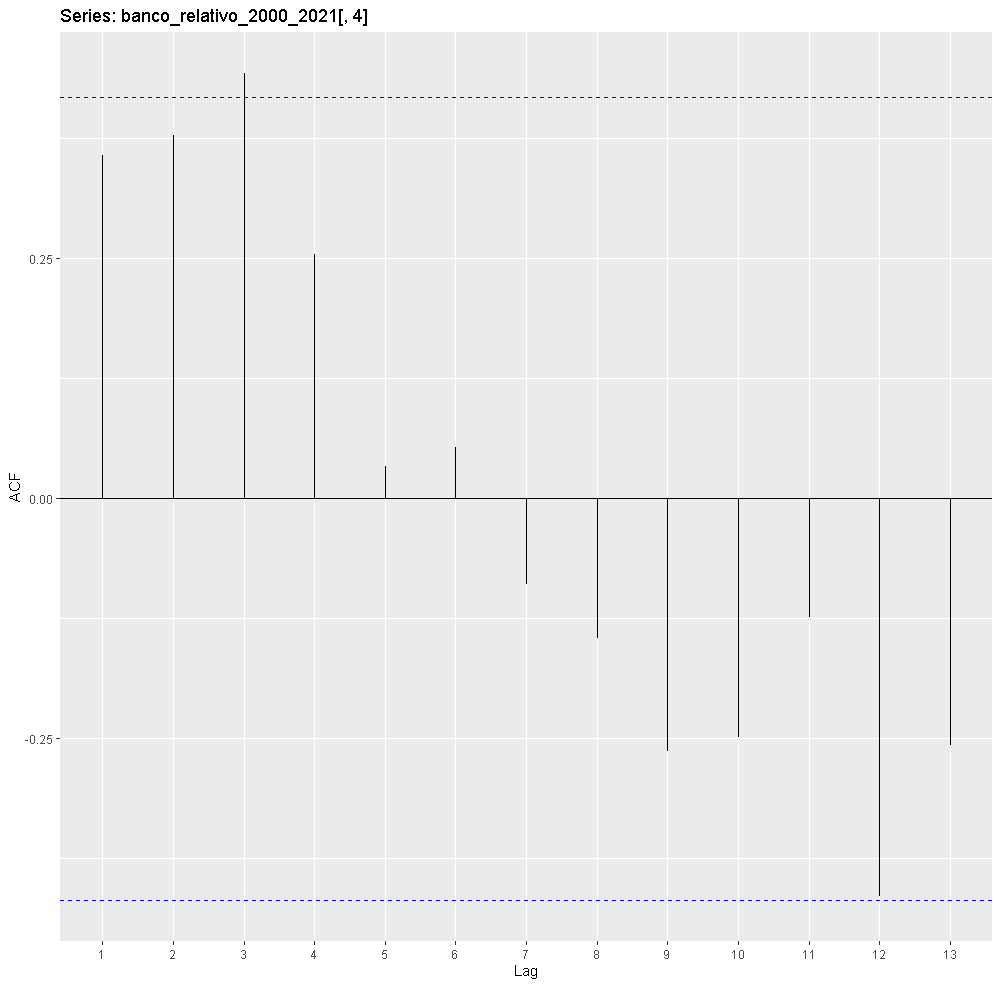 Series: banco_relativo_2000_2021[, 4]
ACF
0.25
0.00
-0.25
1 2 3 4 5 6 7 8 9 10 11 12 13
Lag